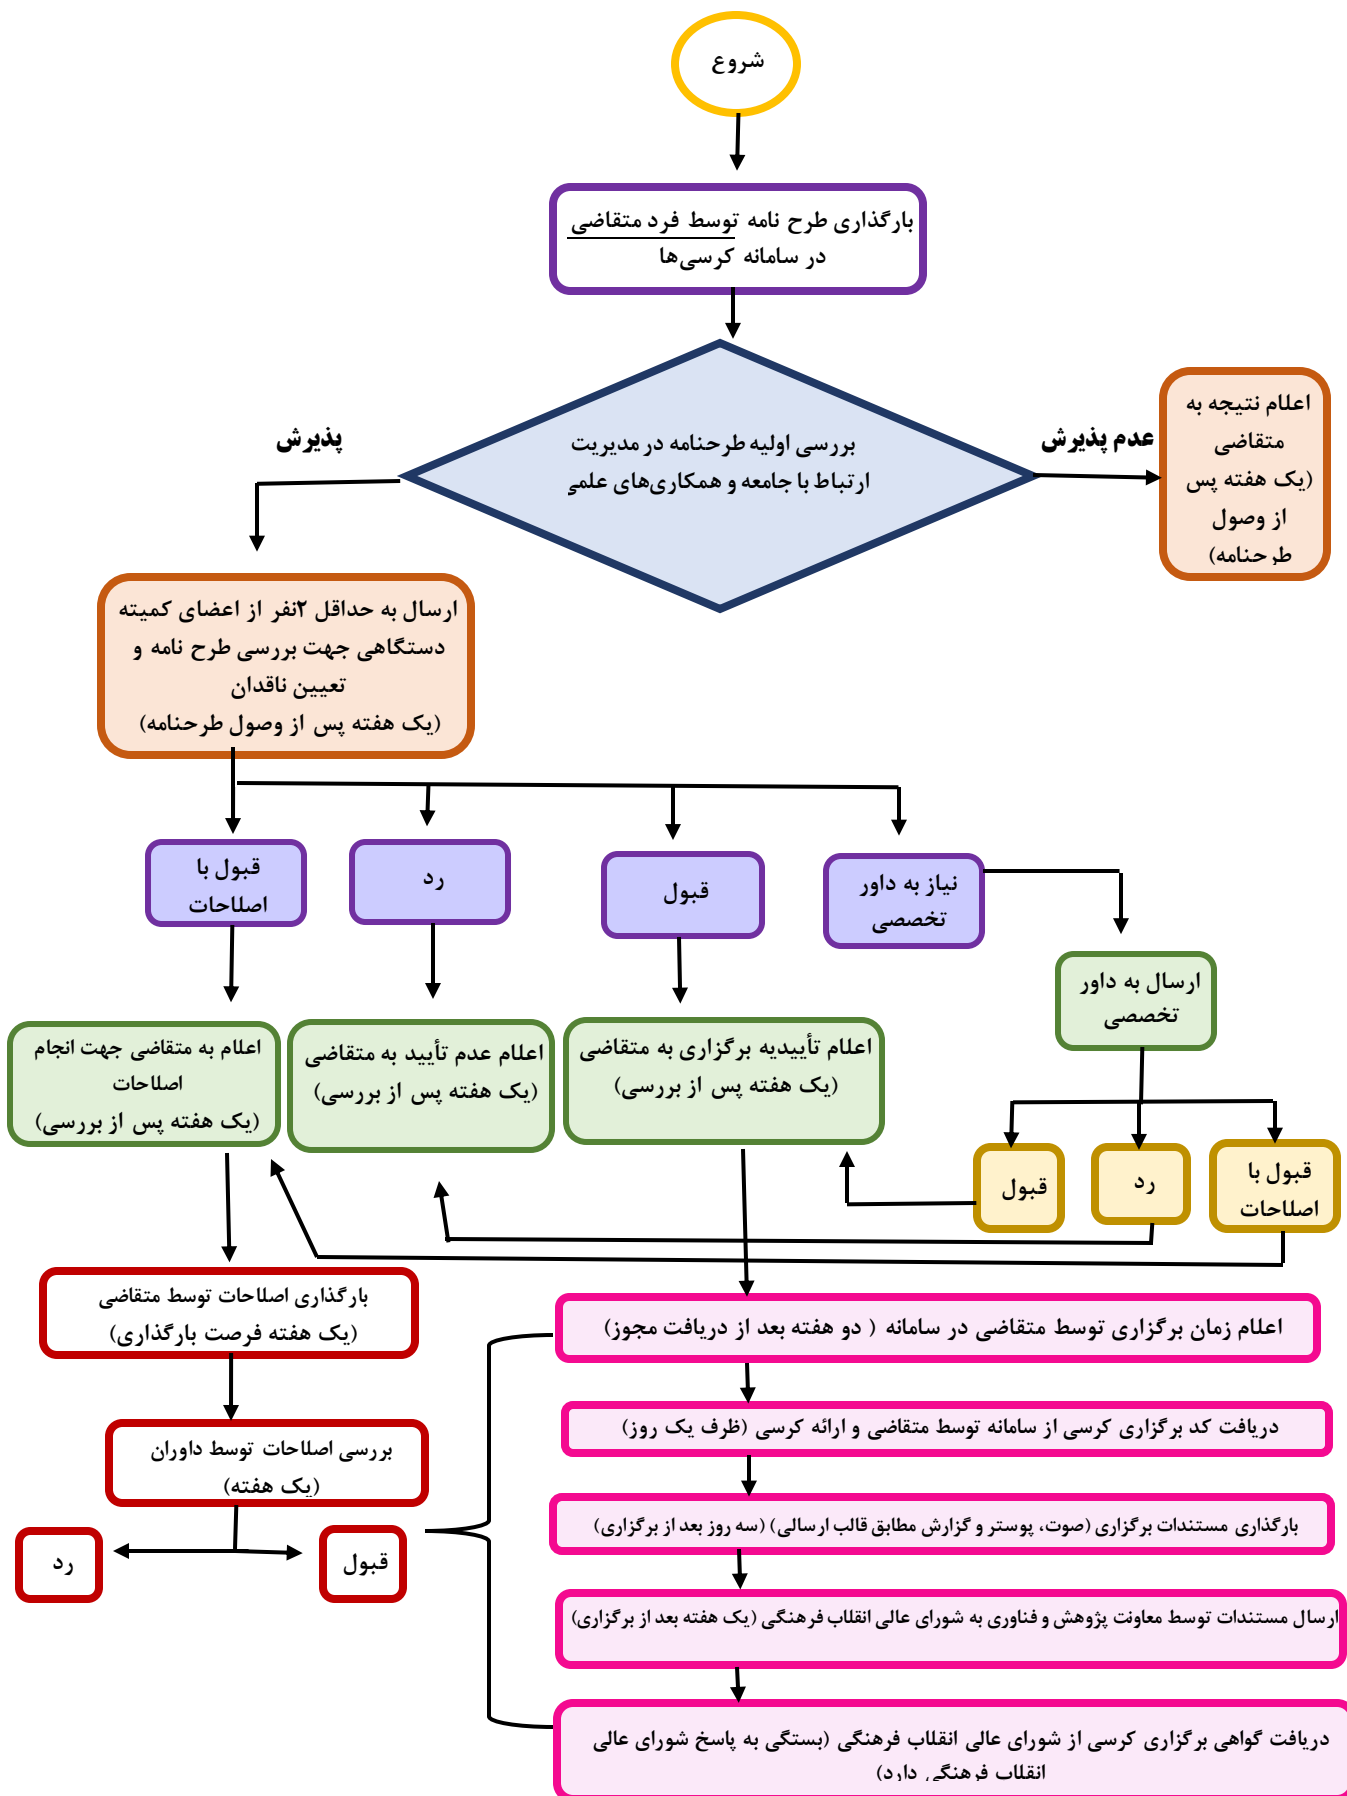 شروع
بارگذاری طرح نامه توسط فرد متقاضی
در سامانه کرسی‌ها
بررسی اولیه طرحنامه در مدیریت
ارتباط با جامعه و همکاری‌های علمی
پذیرش
عدم پذیرش
اعلام نتیجه به
متقاضی
(یک هفته پس
از وصول
طرحنامه)
ارسال به حداقل ۲نفر از اعضای کمیته
دستگاهی جهت بررسی طرح نامه و
تعیین ناقدان
(یک هفته پس از وصول طرحنامه)
نیاز به داور
تخصصی
قبول
رد
قبول با
اصلاحات
ارسال به داور
تخصصی
اعلام تأییدیه برگزاری به متقاضی
(یک هفته پس از بررسی)
اعلام عدم تأیید به متقاضی
(یک هفته پس از بررسی)
اعلام به متقاضی جهت انجام
اصلاحات
(یک هفته پس از بررسی)
قبول با
اصلاحات
رد
قبول
بارگذاری اصلاحات توسط متقاضی
(یک هفته فرصت بارگذاری)
بررسی اصلاحات توسط داوران
(یک هفته)
قبول
رد
اعلام زمان برگزاری توسط متقاضی در سامانه ( دو هفته بعد از دریافت مجوز)
دریافت کد برگزاری کرسی از سامانه توسط متقاضی و ارائه کرسی (ظرف یک روز)
بارگذاری مستندات برگزاری (صوت، پوستر و گزارش مطابق قالب ارسالی) (سه روز بعد از برگزاری)
ارسال مستندات توسط معاونت پژوهش و فناوری به شورای عالی انقلاب فرهنگی (یک هفته بعد از برگزاری)
دریافت گواهی برگزاری کرسی از شورای عالی انقلاب فرهنگی (بستگی به پاسخ شورای عالی
انقلاب فرهنگی دارد)